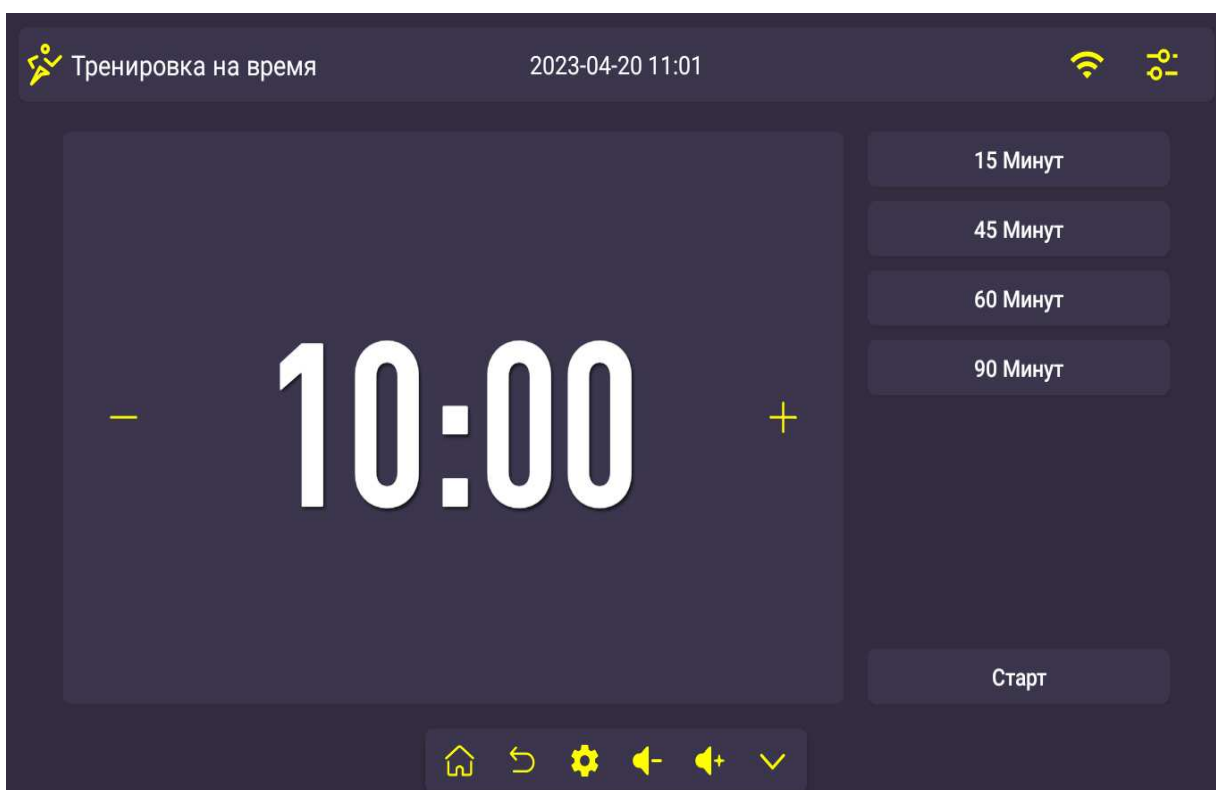 Тренировка на время
2023-04-20 11:01
15 Минут
45 Минут
60 Минут
90 Минут
10:00
Старт